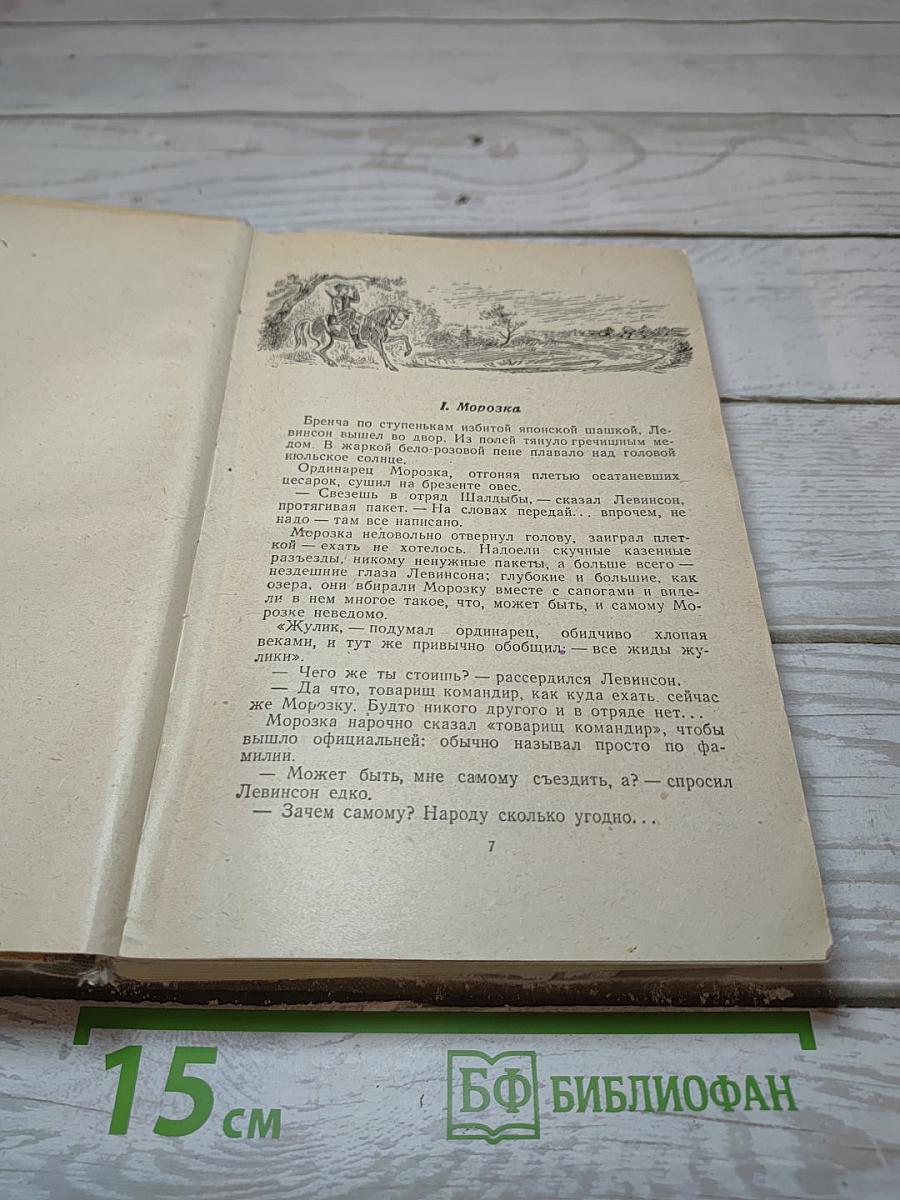 I. Морозка
Бренча по ступенькам избитой японской шашкой, Ле-
винсон вышел во двор. Из полей тянуло гречишным ме-
дом. В жаркой бело-розовой пене плавало над головой
июльское солнце.
Ординарец Морозка, отгоняя плетью осатаневших
цесарок, сушил на брезенте овес.
— Свезешь в отряд Шалдыбы, — сказал Левинсон,
протягивая пакет. — На словах передай... впрочем, не
надо — там все написано.
Морозка недовольно отвернул голову, заиграл плет-
кой — ехать не хотелось. Надоели скучные казенные
разъезды, никому ненужные пакеты, а больше всего —
нездешние глаза Левинсона; глубокие и большие, как
озера, они вбирали Морозку вместе с сапогами и виде-
ли в нем многое такое, что, может быть, и самому Мо-
розке неведомо.
«Жулик, — подумал ординарец, обидчиво хлопая
веками, и тут же привычно обобщил: — все жиды жу-
лики».
— Чего же ты стоишь? — рассердился Левинсон.
— Да что, товарищ командир, как куда ехать, сейчас
же Морозку. Будто никого другого и в отряде нет...
Морозка нарочно сказал «товарищ командир», чтобы
вышло официальней: обычно называл просто по фа-
милии.
— Может быть, мне самому съездить, а? — спросил
Левинсон едко.
— Зачем самому? Народу сколько угодно...
7
15 см
БФ БИБЛИОФАН